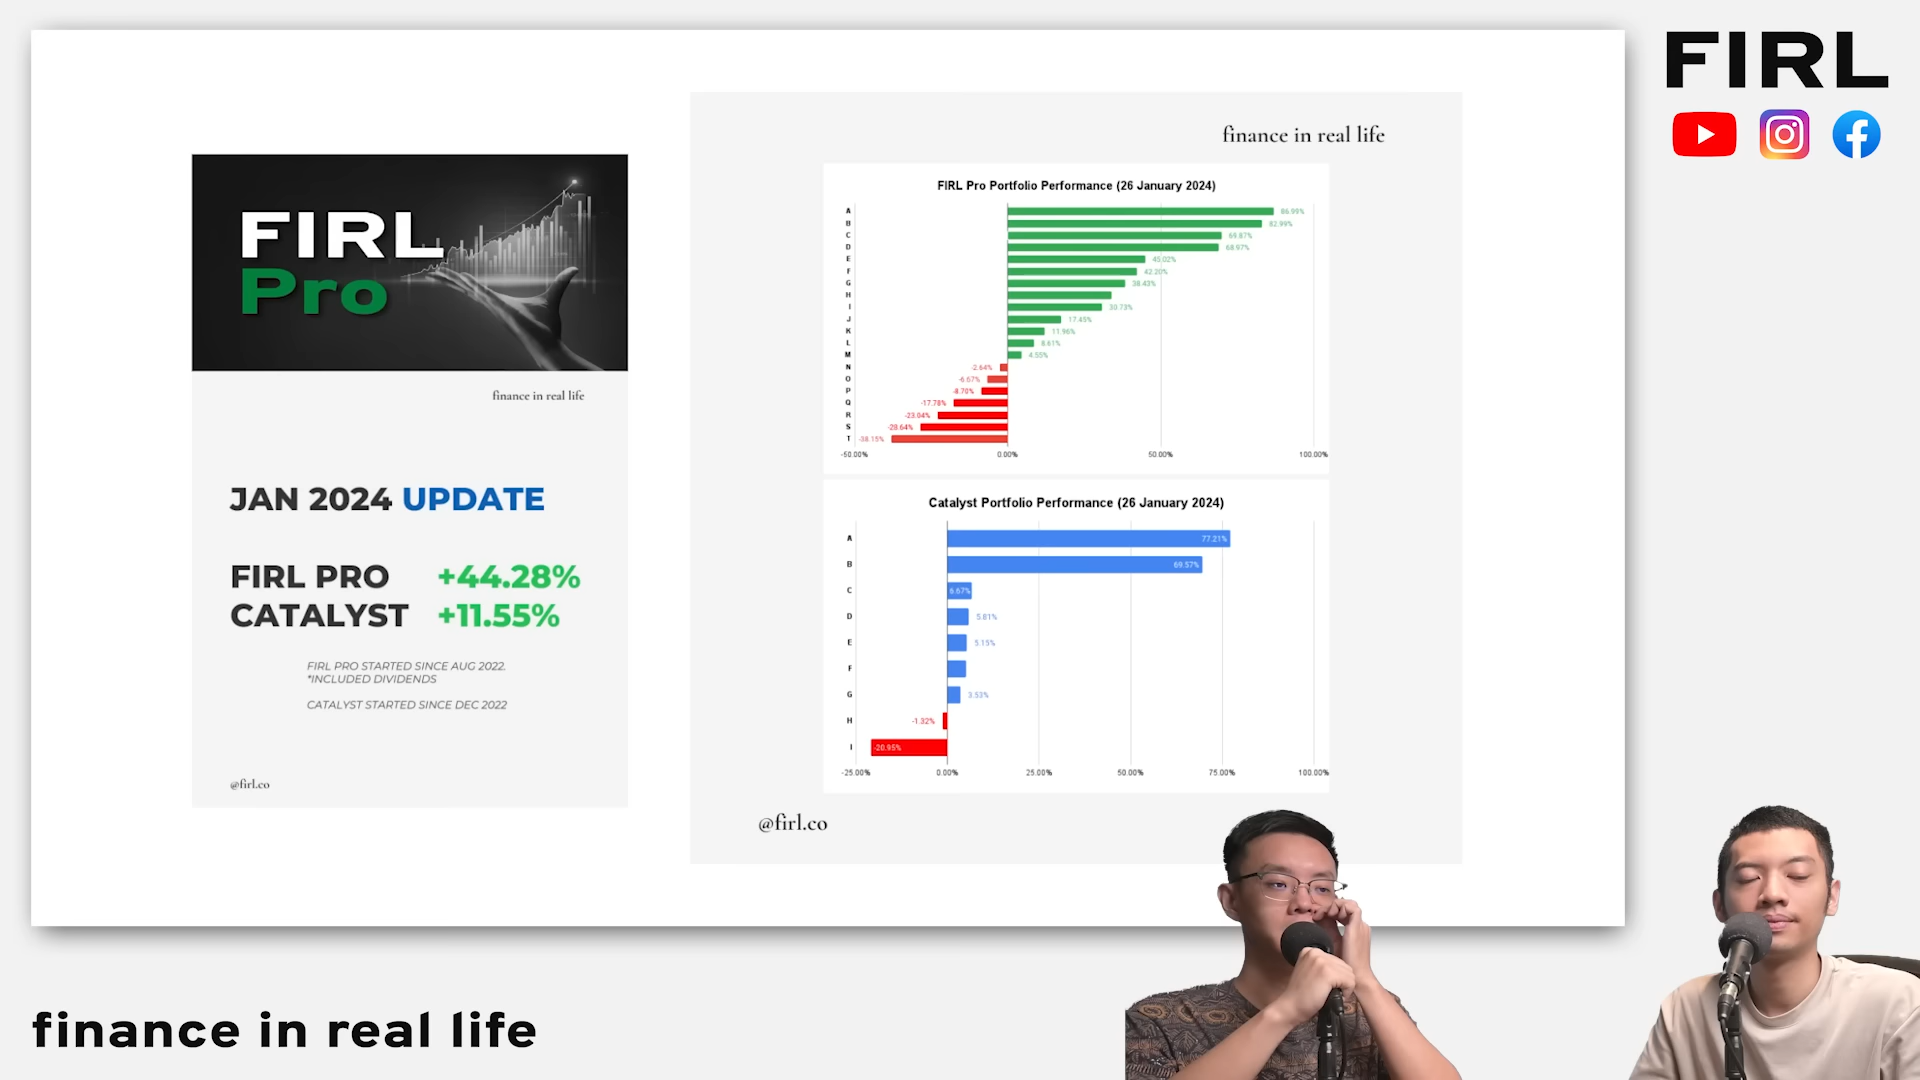 FIRL
FIRL
Pro
finance in real life
JAN 2024 UPDATE
FIRL PRO +44.28%
CATALYST +11.55%
FIRL PRO STARTED SINCE AUG 2022.
*INCLUDED DIVIDENDS
CATALYST STARTED SINCE DEC 2022
@firl.co
finance in real life
FIRL Pro Portfolio Performance (26 January 2024)
A 86.99%
B 82.99%
C 69.87%
D 68.97%
E 45.02%
F 42.20%
G 38.43%
H
I 30.73%
J 17.45%
K 11.96%
L 8.61%
M 4.55%
N -2.64%
O -6.67%
P -8.70%
Q -17.78%
R -23.04%
S -28.64%
T -38.15%
-50.00% 0.00% 50.00% 100.00%
Catalyst Portfolio Performance (26 January 2024)
A 77.21%
B 69.57%
C 6.67%
D 5.81%
E 5.15%
F
G 3.53%
H -1.32%
I -20.95%
-25.00% 0.00% 25.00% 50.00% 75.00% 100.00%
@firl.co
finance in real life